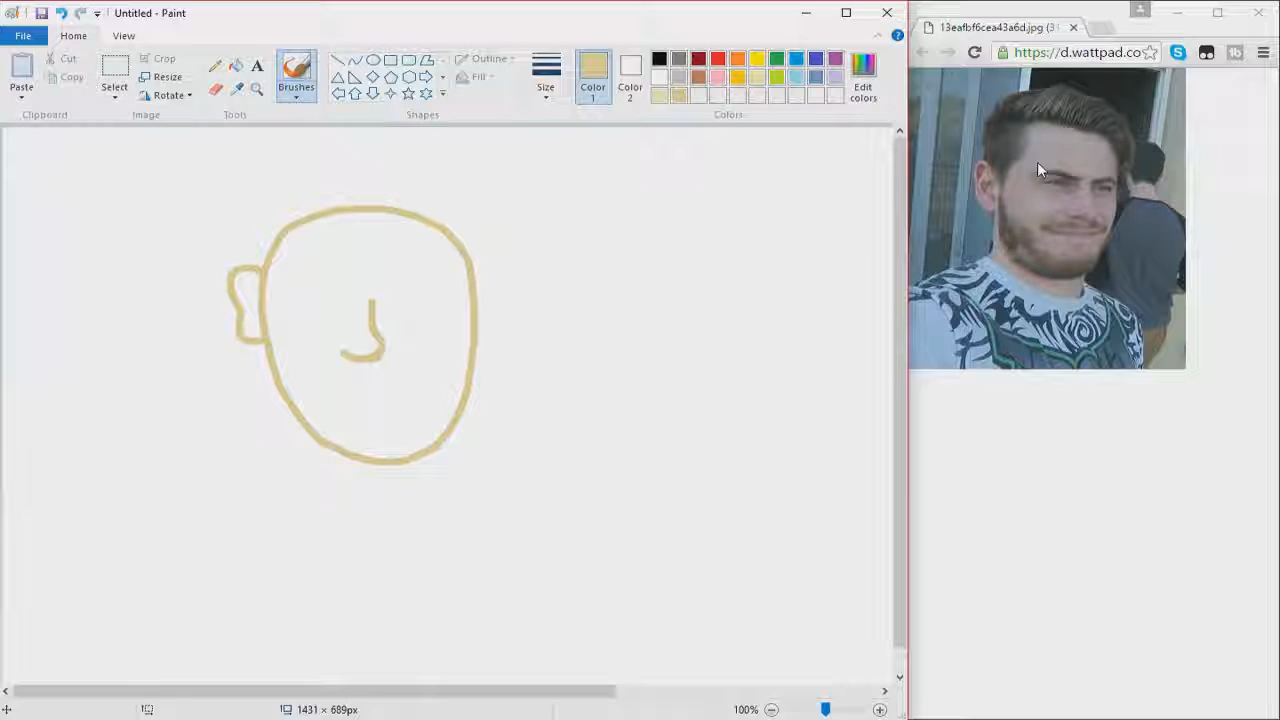 Untitled - Paint
File
Home
View
Paste
Cut
Copy
Clipboard
Select
Crop
Resize
Rotate
Image
A
Tools
Brushes
Shapes
Outline
Fill
Size
Color 1
Color 2
Edit colors
Colors
1431 × 689px
100%
13eafbf6cea43a6d.jpg (3
https://d.wattpad.co